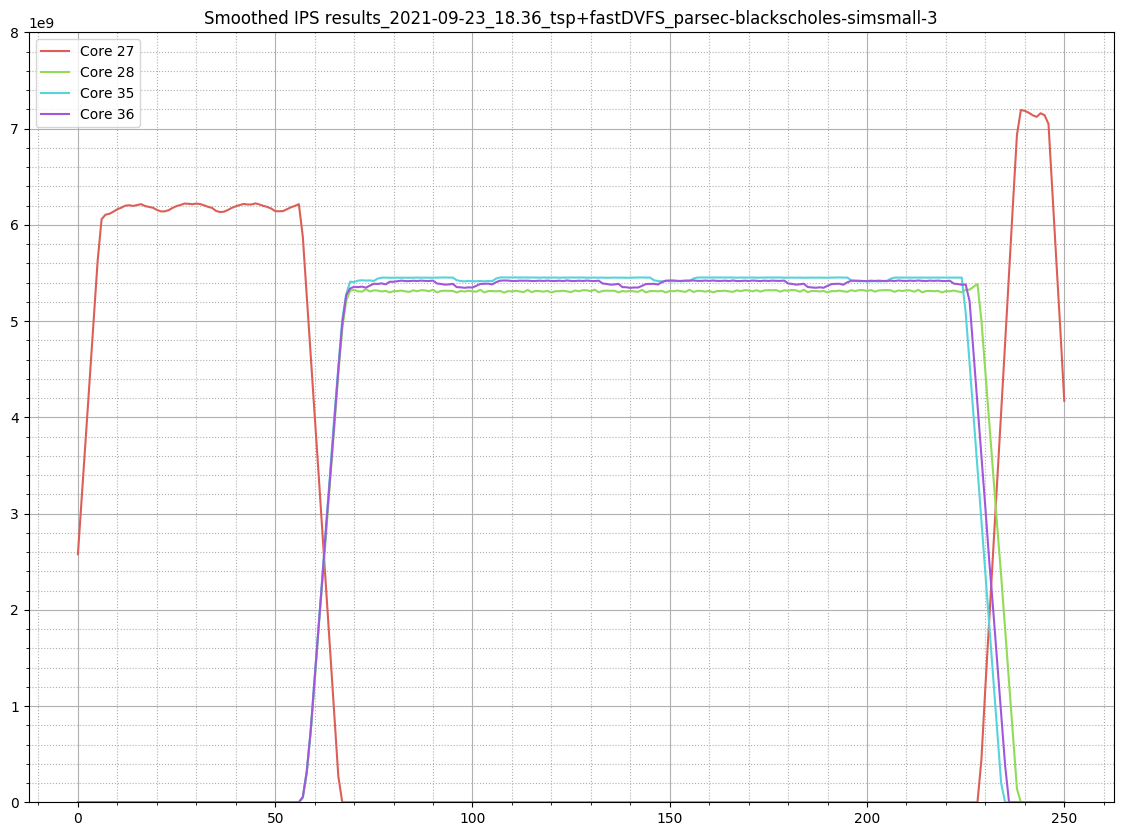 Smoothed IPS results_2021-09-23_18.36_tsp+fastDVFS_parsec-blackscholes-simsmall-3
1e9
8
7
6
5
4
3
2
1
0
Core 27
Core 28
Core 35
Core 36
0 50 100 150 200 250